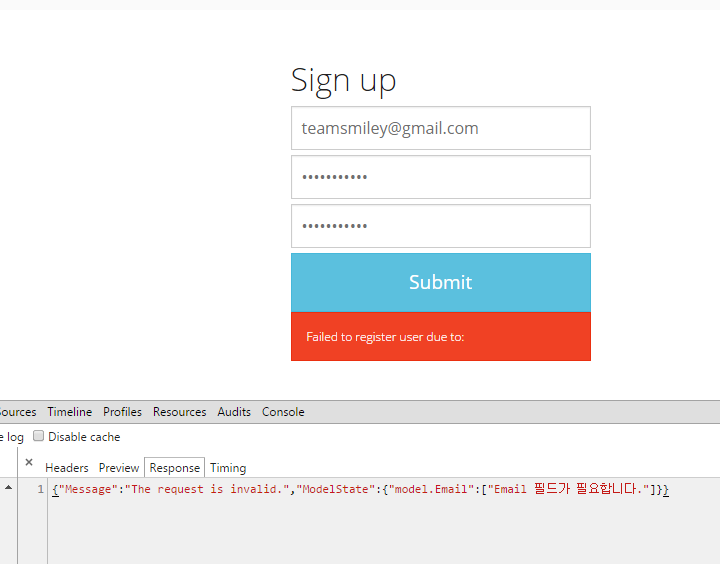 Sign up
teamsmiley@gmail.com
•••••••••••
•••••••••••
Submit
Failed to register user due to:
ources Timeline Profiles Resources Audits Console
e log Disable cache
× Headers Preview Response Timing
1 {"Message":"The request is invalid.","ModelState":{"model.Email":["Email 필드가 필요합니다."]}}